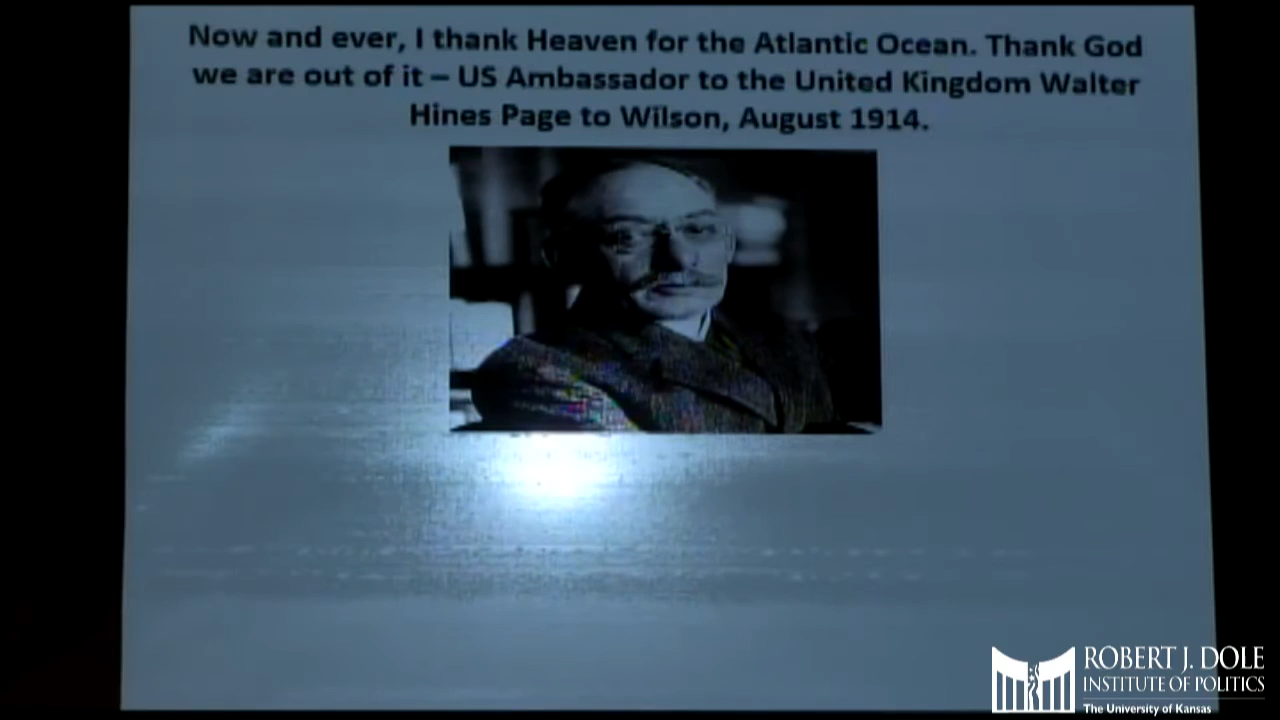 Now and ever, I thank Heaven for the Atlantic Ocean. Thank God
we are out of it – US Ambassador to the United Kingdom Walter
Hines Page to Wilson, August 1914.
ROBERT J. DOLE
INSTITUTE OF POLITICS
The University of Kansas